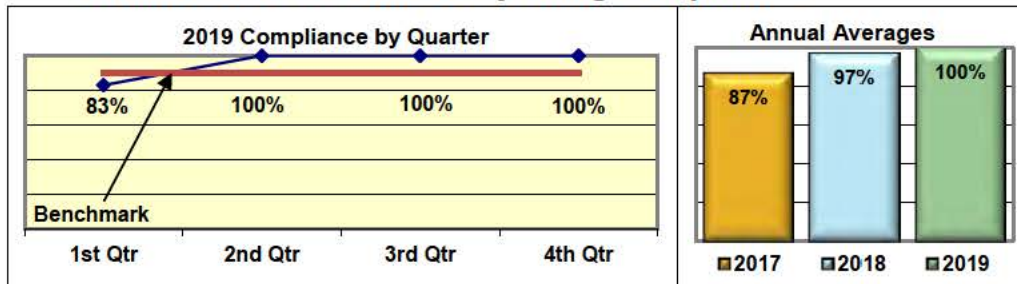 2019 Compliance by Quarter
83%
100%
100%
100%
Benchmark
1st Qtr
2nd Qtr
3rd Qtr
4th Qtr
Annual Averages
87%
97%
100%
2017
2018
2019